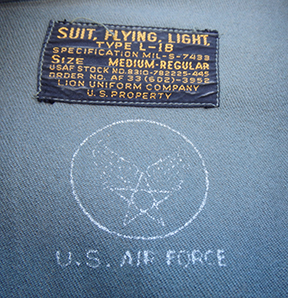 SUIT, FLYING, LIGHT.
TYPE L-1B
SPECIFICATION MIL-S-7433
SIZE MEDIUM-REGULAR
USAF STOCK NO. 8310-782225-445
ORDER NO. AF 33 (602)-3952
LION UNIFORM COMPANY
U.S. PROPERTY
U.S. AIR FORCE